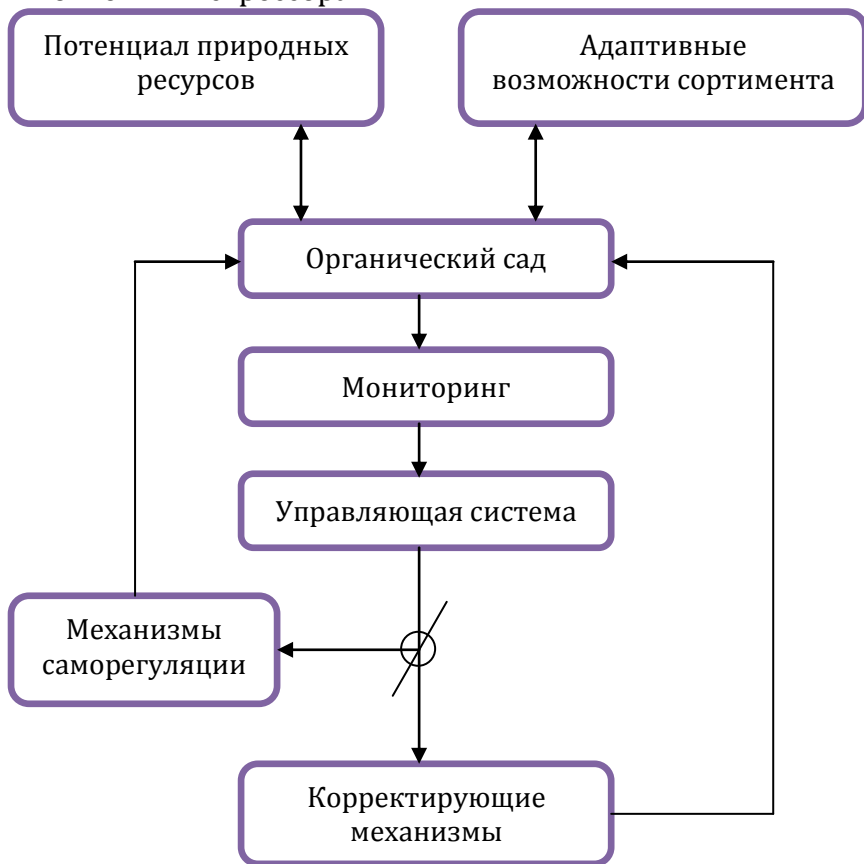 Потенциал природных
ресурсов
Адаптивные
возможности сортимента
Органический сад
Мониторинг
Управляющая система
Механизмы
саморегуляции
Корректирующие
механизмы